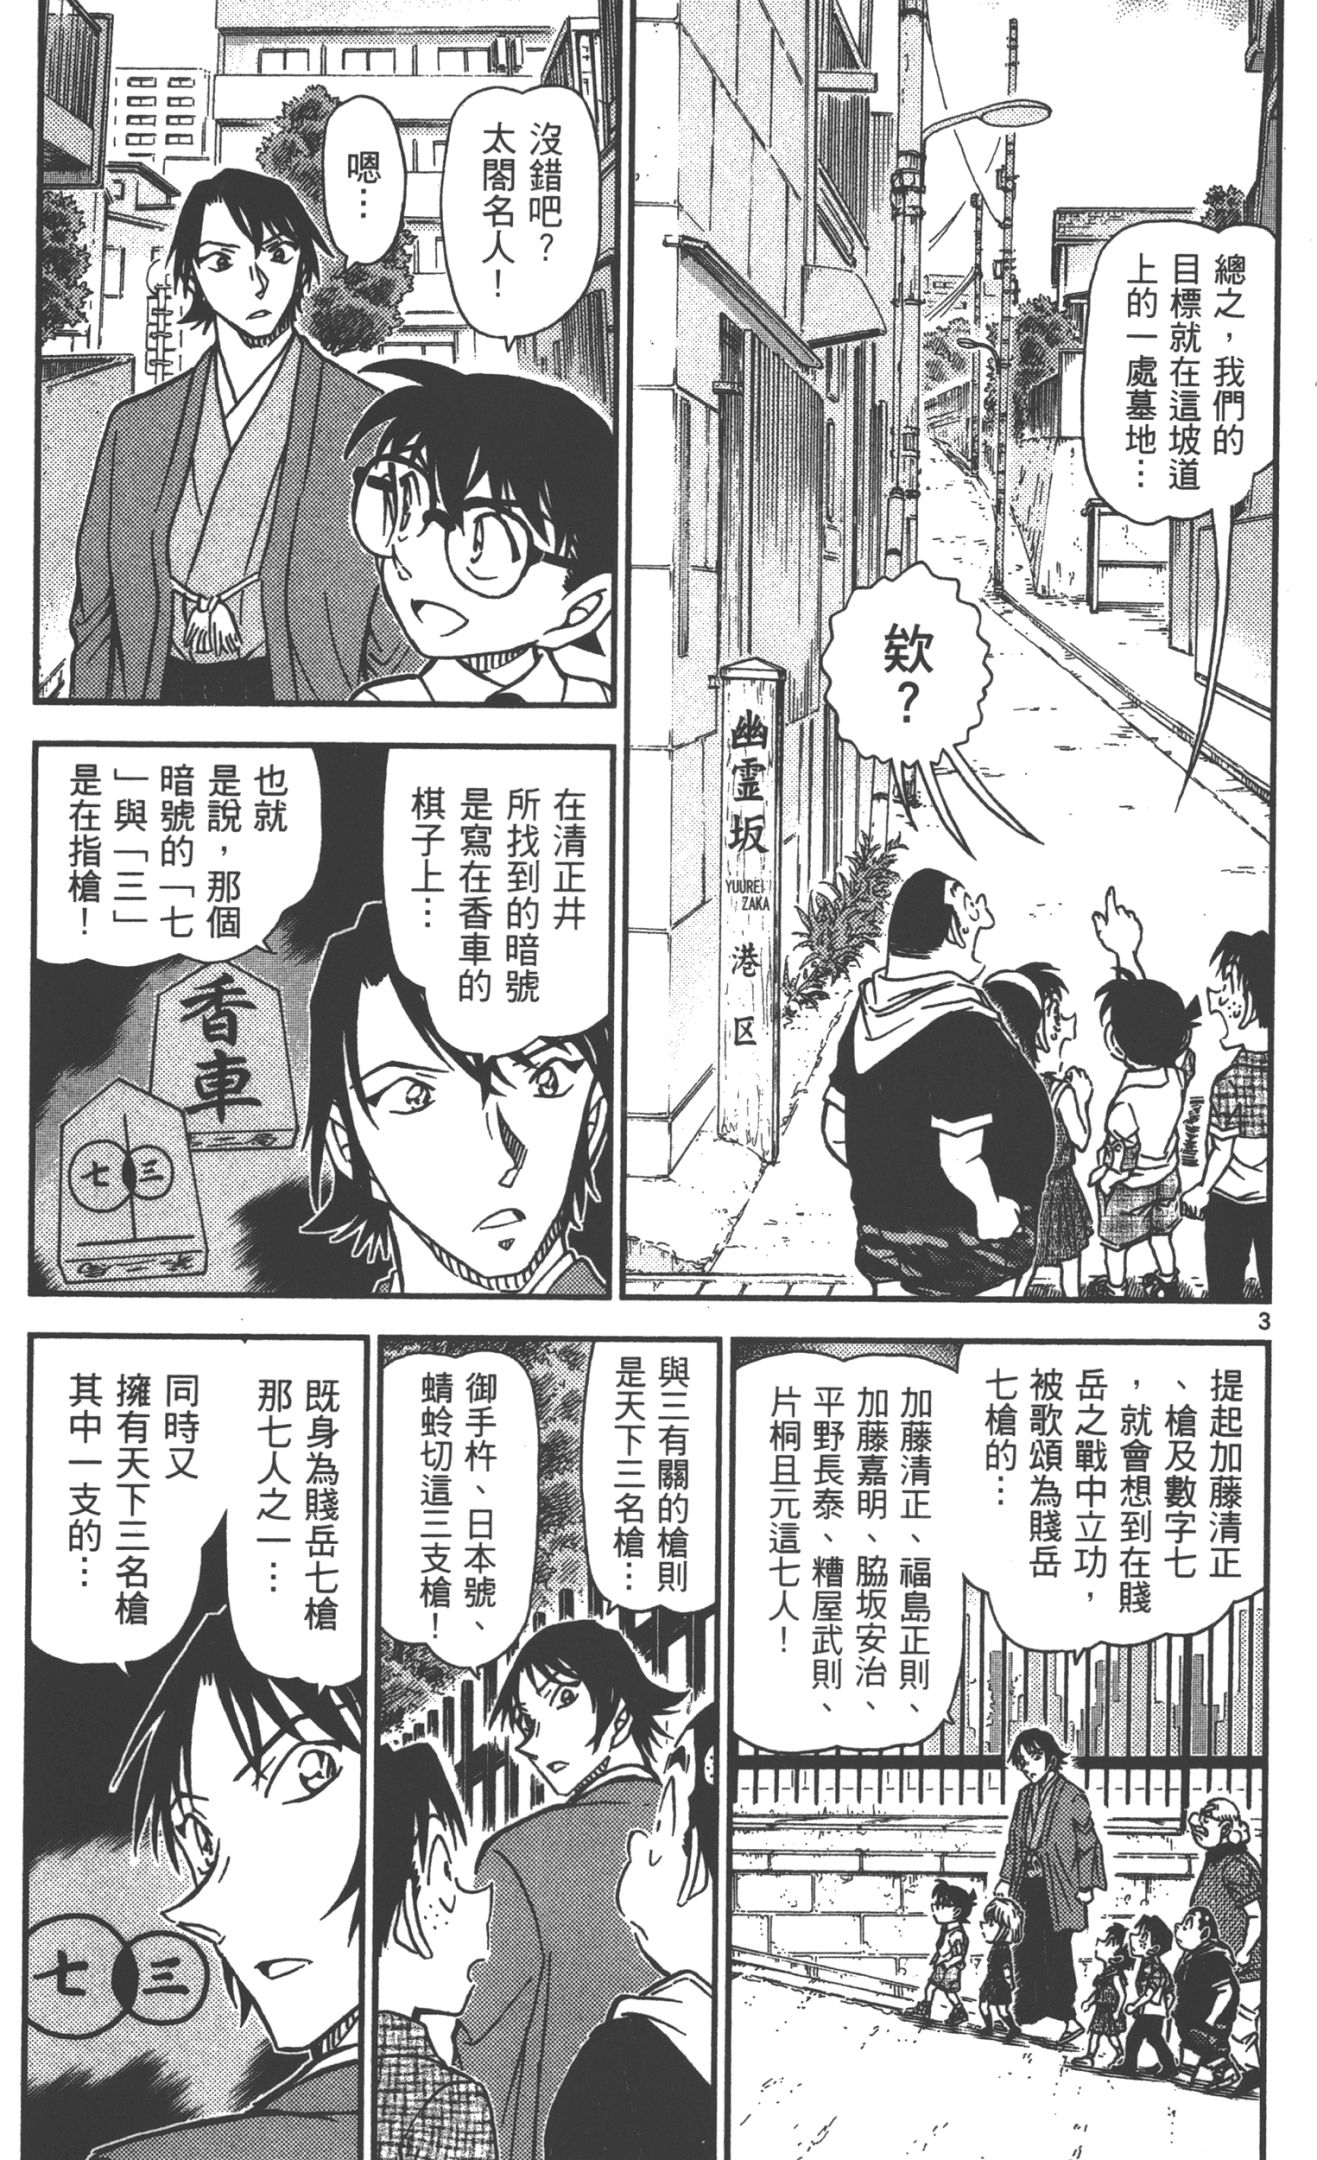 總之，我們的
目標就在這坡道
上的一處墓地…
欸？
幽霊坂
YUUREI
ZAKA
港区
沒錯吧？
太閤名人！
嗯…
在清正井
所找到的暗號
是寫在香車的
棋子上…
也就
是說，那個
暗號的「七
」與「三」
是在指槍！
香車
七 三
3
提起加藤清正
、槍及數字七
，就會想到在賤
岳之戰中立功，
被歌頌為賤岳
七槍的…
加藤清正、福島正則、
加藤嘉明、脇坂安治、
平野長泰、糟屋武則、
片桐且元這七人！
與三有關的槍則
是天下三名槍…
御手杵、日本號、
蜻蛉切這三支槍！
既身為賤岳七槍
那七人之一…
同時又
擁有天下三名槍
其中一支的…
七 三